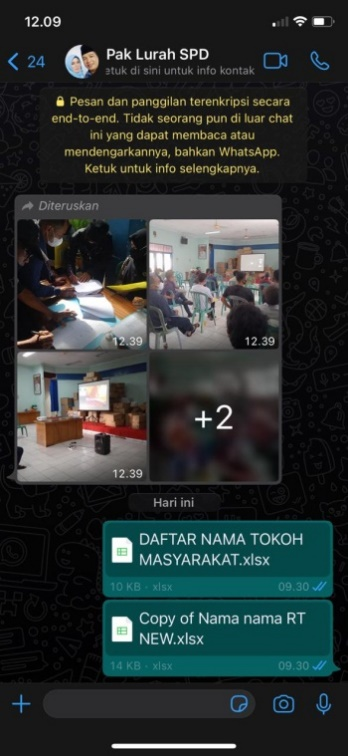 12.09
24
Pak Lurah SPD
etuk di sini untuk info kontak
Pesan dan panggilan terenkripsi secara
end-to-end. Tidak seorang pun di luar chat
ini yang dapat membaca atau
mendengarkannya, bahkan WhatsApp.
Ketuk untuk info selengkapnya.
Diteruskan
12.39
12.39
12.39
+2
Hari ini
DAFTAR NAMA TOKOH
MASYARAKAT.xlsx
10 KB · xlsx
09.30
Copy of Nama nama RT
NEW.xlsx
14 KB · xlsx
09.30